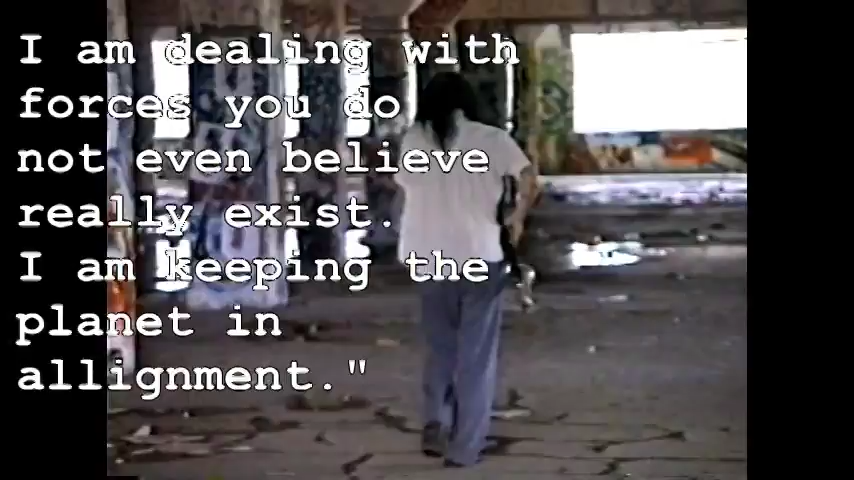 I am dealing with
forces you do
not even believe
really exist.
I am keeping the
planet in
allignment."